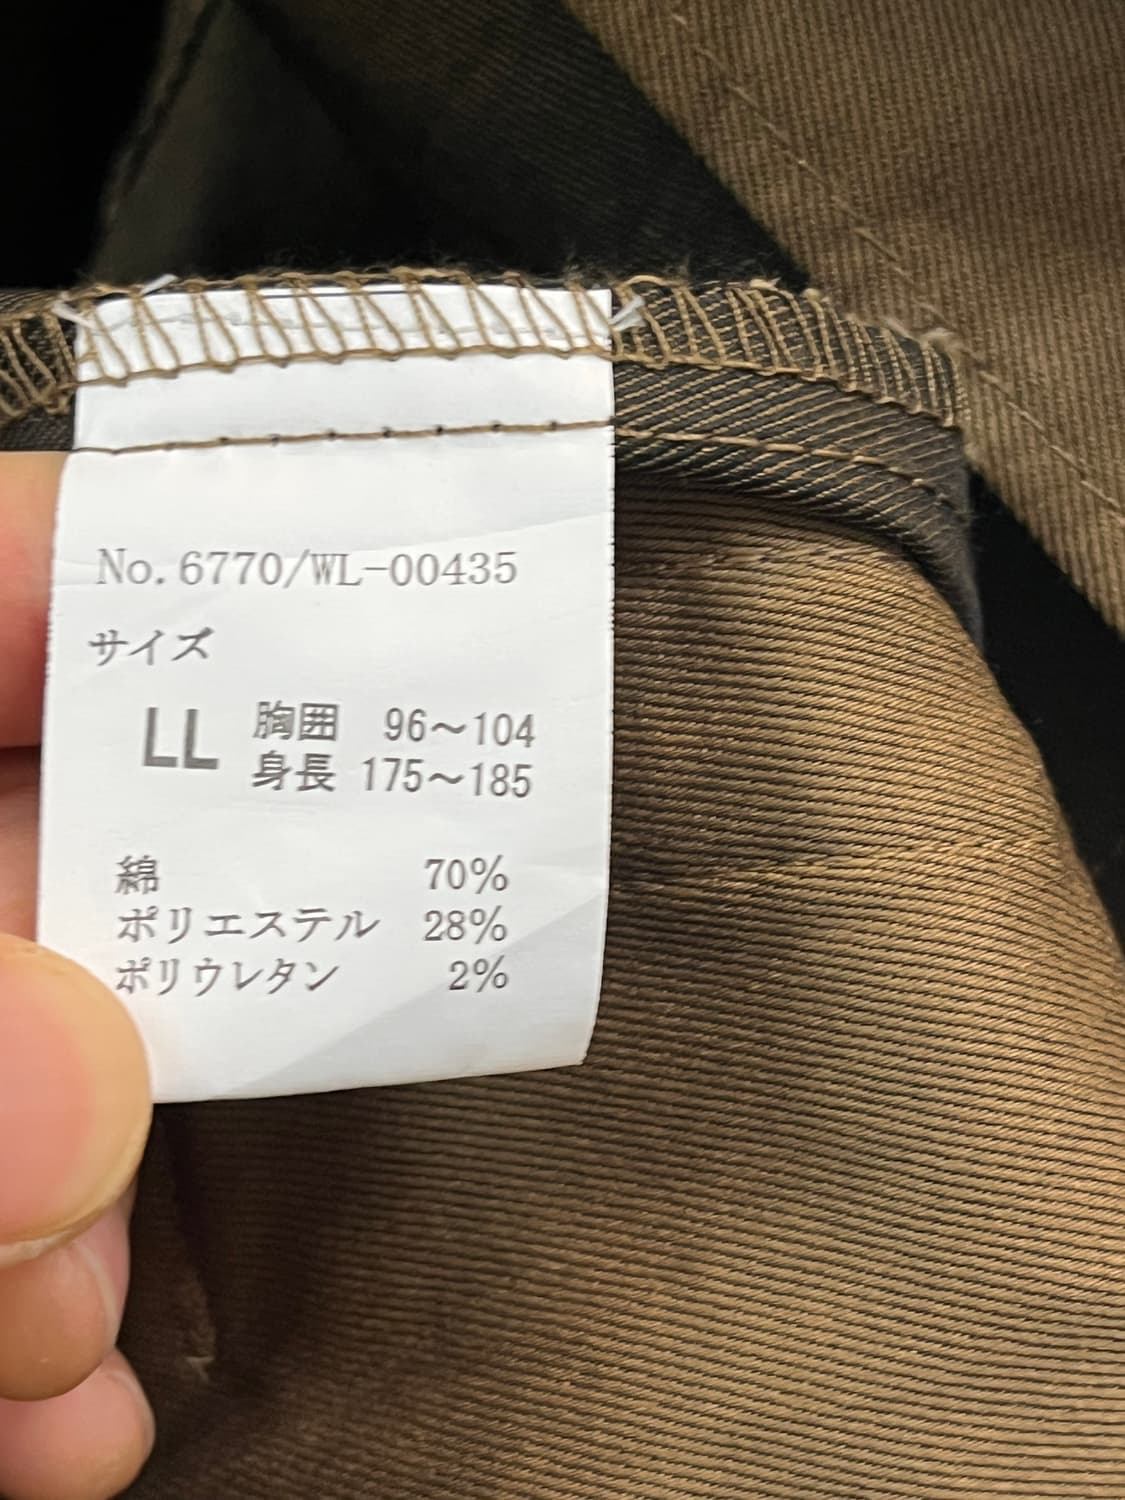 No.6770/WL-00435
サイズ
LL 胸囲 96～104
身長 175～185
綿 70%
ポリエステル 28%
ポリウレタン 2%